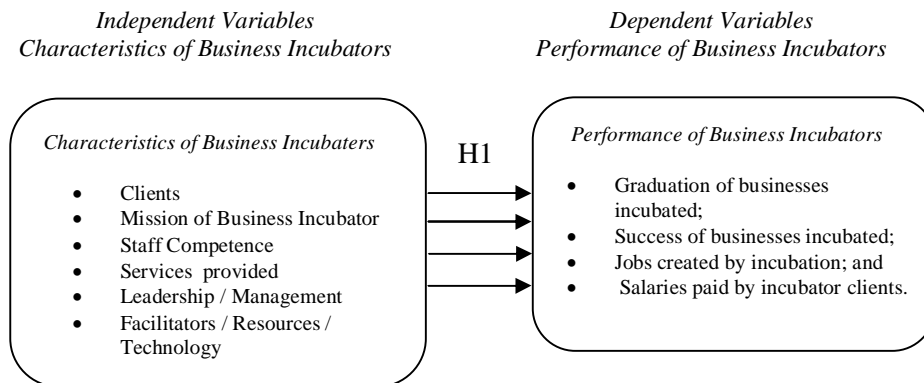 Independent Variables
Characteristics of Business Incubators
Dependent Variables
Performance of Business Incubators
Characteristics of Business Incubaters
• Clients
• Mission of Business Incubator
• Staff Competence
• Services provided
• Leadership / Management
• Facilitators / Resources /
Technology
H1
Performance of Business Incubators
• Graduation of businesses
incubated;
• Success of businesses incubated;
• Jobs created by incubation; and
• Salaries paid by incubator clients.